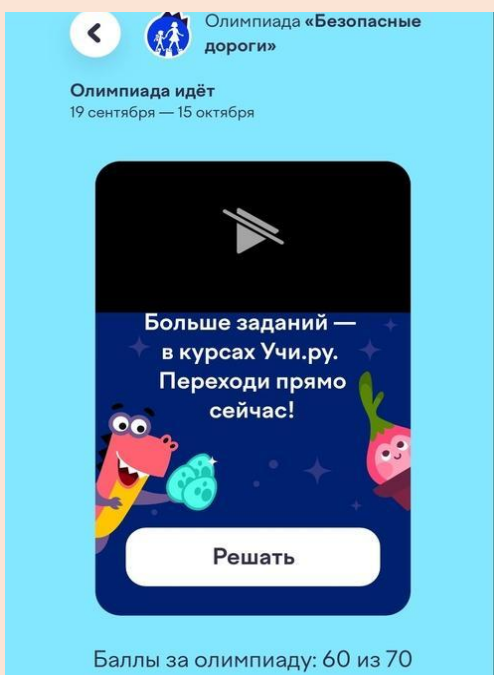 Олимпиада «Безопасные
дороги»
Олимпиада идёт
19 сентября — 15 октября
Больше заданий —
в курсах Учи.ру.
Переходи прямо
сейчас!
Решать
Баллы за олимпиаду: 60 из 70